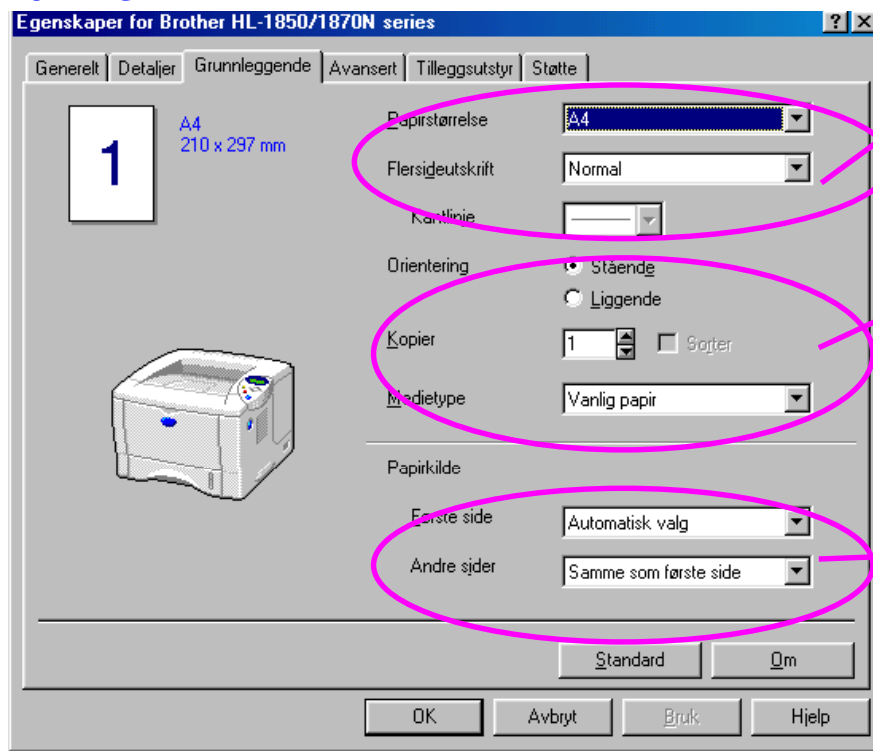 Egenskaper for Brother HL-1850/1870N series
Generelt Detaljer Grunnleggende Avansert Tilleggsutstyr Støtte
1
A4
210 x 297 mm
Papirstørrelse A4
Flersideutskrift Normal
Kantlinje
Orientering Stående
Liggende
Kopier 1 Sorter
Medietype Vanlig papir
Papirkilde
Første side Automatisk valg
Andre sider Samme som første side
Standard Om
OK Avbryt Bruk Hjelp